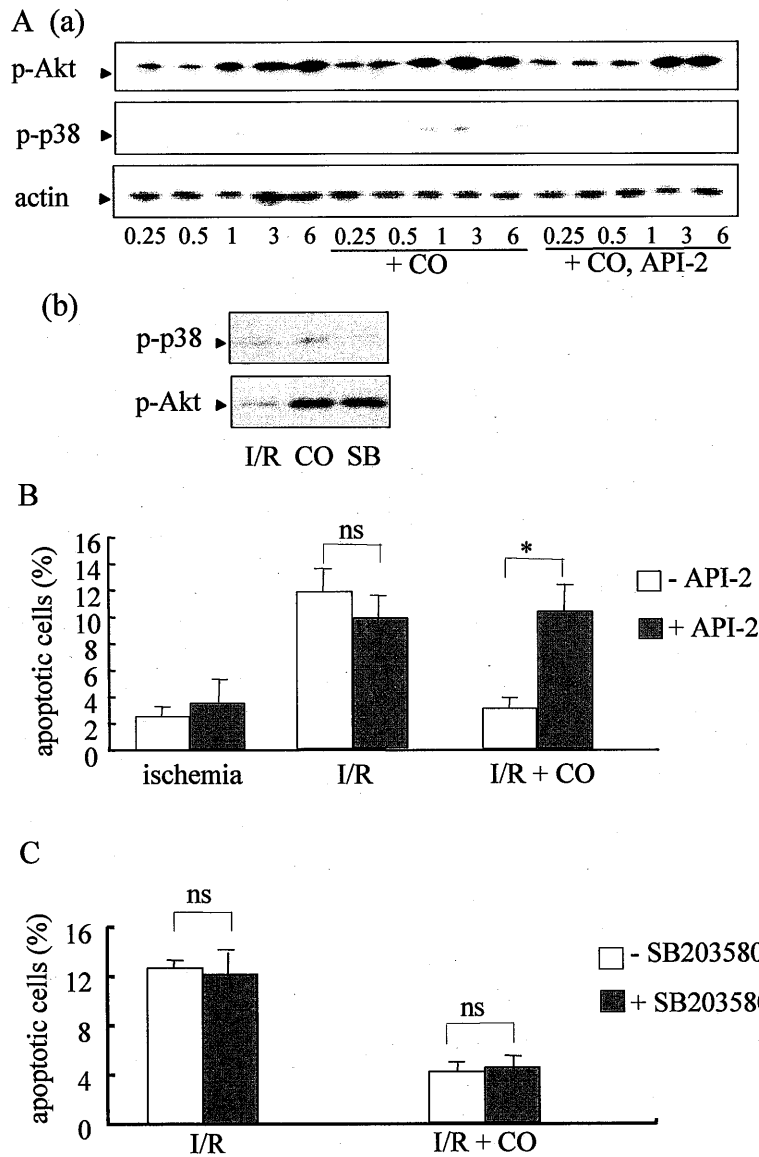 A (a)
p-Akt
p-p38
actin
0.25 0.5 1 3 6 0.25 0.5 1 3 6 0.25 0.5 1 3 6
+ CO + CO, API-2
(b)
p-p38
p-Akt
I/R CO SB
B
16
14
12
10
8
6
4
2
0
apoptotic cells (%)
ns
*
- API-2
+ API-2
ischemia I/R I/R + CO
C
16
12
8
4
0
apoptotic cells (%)
ns
ns
- SB203580
+ SB203580
I/R I/R + CO